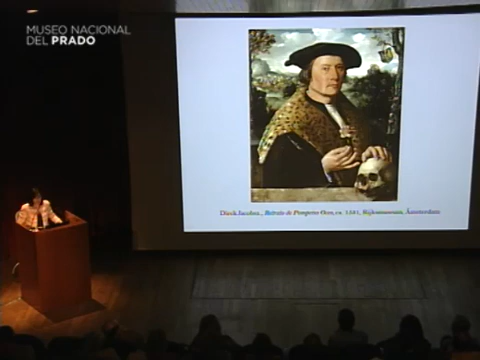 MUSEO NACIONAL
DEL PRADO
Dirck Jacobsz., Retrato de Pompeius Occo, ca. 1531, Rijksmuseum, Ámsterdam